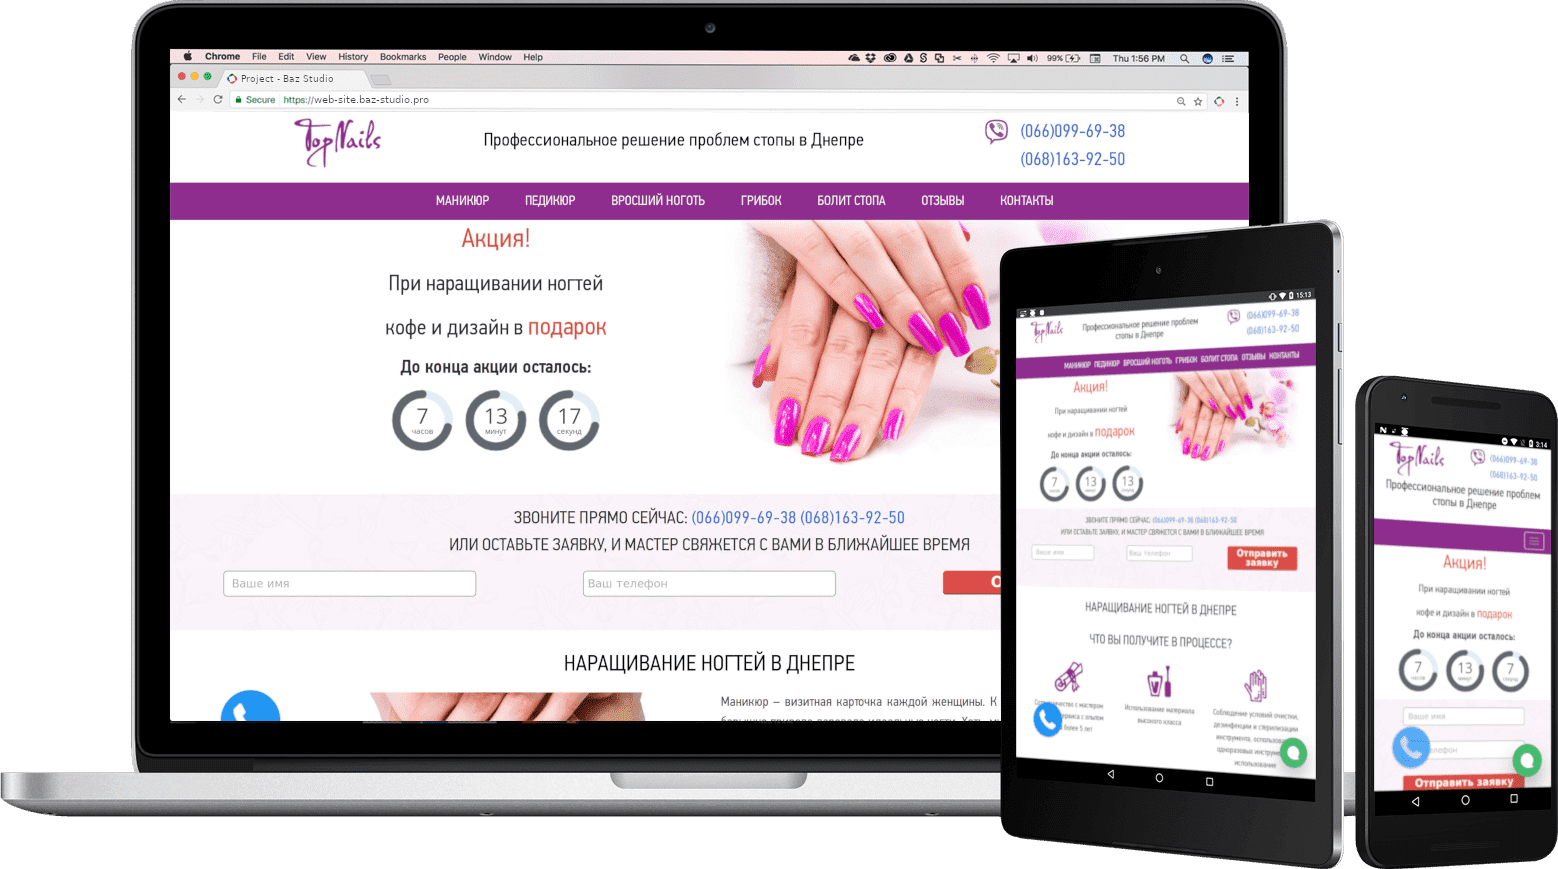 Chrome File Edit View History Bookmarks People Window Help
99%
Thu 1:56 PM
Project - Baz Studio
Secure
https://web-site.baz-studio.pro
TopNails
Профессиональное решение проблем стопы в Днепре
(066)099-69-38
(068)163-92-50
МАНИКЮР ПЕДИКЮР ВРОСШИЙ НОГОТЬ ГРИБОК БОЛИТ СТОПА ОТЗЫВЫ КОНТАКТЫ
Акция!
При наращивании ногтей
кофе и дизайн в подарок
До конца акции осталось:
7 13 17
часов минут секунд
ЗВОНИТЕ ПРЯМО СЕЙЧАС: (066)099-69-38 (068)163-92-50
ИЛИ ОСТАВЬТЕ ЗАЯВКУ, И МАСТЕР СВЯЖЕТСЯ С ВАМИ В БЛИЖАЙШЕЕ ВРЕМЯ
Ваше имя
Ваш телефон
О
НАРАЩИВАНИЕ НОГТЕЙ В ДНЕПРЕ
Маникюр – визитная карточка каждой женщины. К
15:13
TopNails
Профессиональное решение проблем
стопы в Днепре
(066)099-69-38
(068)163-92-50
МАНИКЮР ПЕДИКЮР ВРОСШИЙ НОГОТЬ ГРИБОК БОЛИТ СТОПА ОТЗЫВЫ КОНТАКТЫ
Акция!
При наращивании ногтей
кофе и дизайн в подарок
До конца акции осталось:
7 13 13
часов минут секунд
ЗВОНИТЕ ПРЯМО СЕЙЧАС: (066)099-69-38 (068)163-92-50
ИЛИ ОСТАВЬТЕ ЗАЯВКУ, И МАСТЕР СВЯЖЕТСЯ С ВАМИ В БЛИЖАЙШЕЕ ВРЕМЯ
Ваше имя
Ваш телефон
Отправить
заявку
НАРАЩИВАНИЕ НОГТЕЙ В ДНЕПРЕ
ЧТО ВЫ ПОЛУЧИТЕ В ПРОЦЕССЕ?
с мастером
с опытом
более 5 лет
Использование материала
высокого класса
Соблюдение условий очистки,
дезинфекции и стерилизации
инструмента,
одноразовых
использование
3:14
TopNails
(066)099-69-38
(068)163-92-50
Профессиональное решение проблем
стопы в Днепре
Акция!
При наращивании ногтей
кофе и дизайн в подарок
До конца акции осталось:
7 13 7
часов минут секунд
Ваше имя
Отправить заявку